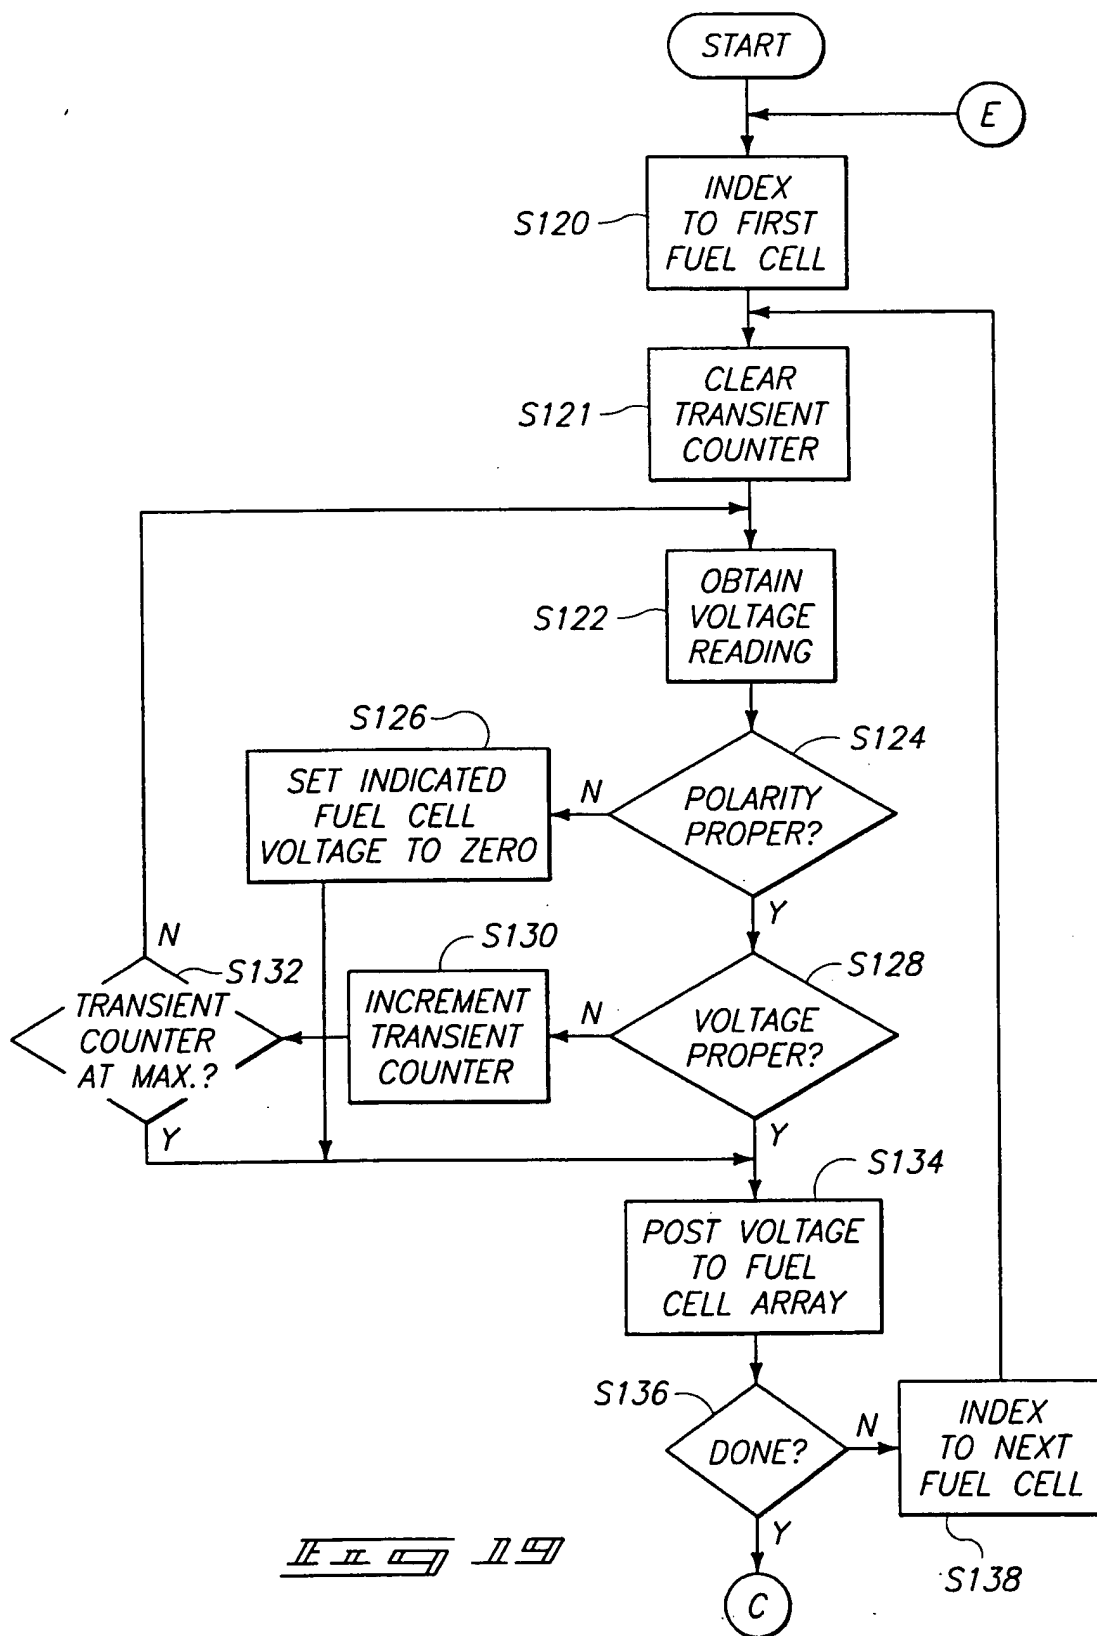 START
E
INDEX
TO FIRST
FUEL CELL
S120
CLEAR
TRANSIENT
COUNTER
S121
OBTAIN
VOLTAGE
READING
S122
S126
S124
SET INDICATED
FUEL CELL
VOLTAGE TO ZERO
N
POLARITY
PROPER?
Y
N
S132
S130
S128
TRANSIENT
COUNTER
AT MAX.?
INCREMENT
TRANSIENT
COUNTER
N
VOLTAGE
PROPER?
Y
Y
S134
POST VOLTAGE
TO FUEL
CELL ARRAY
S136
DONE?
N
INDEX
TO NEXT
FUEL CELL
Y
S138
C
FIG 19